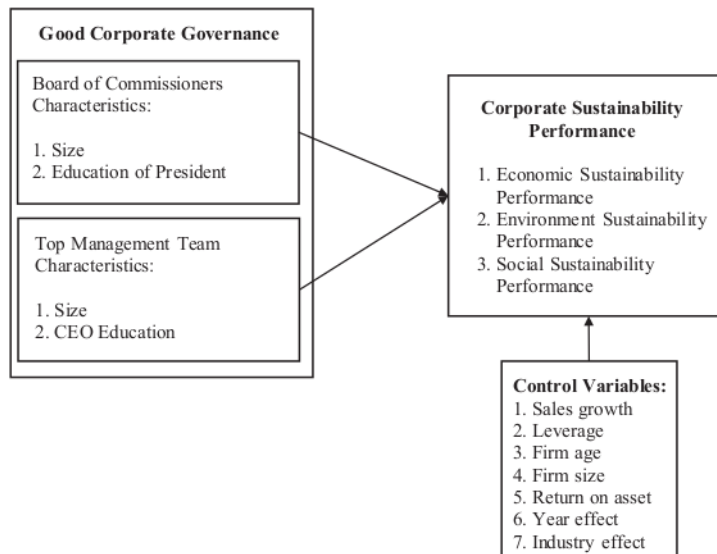 Good Corporate Governance
Board of Commissioners
Characteristics:
1. Size
2. Education of President
Top Management Team
Characteristics:
1. Size
2. CEO Education
Corporate Sustainability
Performance
1. Economic Sustainability
Performance
2. Environment Sustainability
Performance
3. Social Sustainability
Performance
Control Variables:
1. Sales growth
2. Leverage
3. Firm age
4. Firm size
5. Return on asset
6. Year effect
7. Industry effect